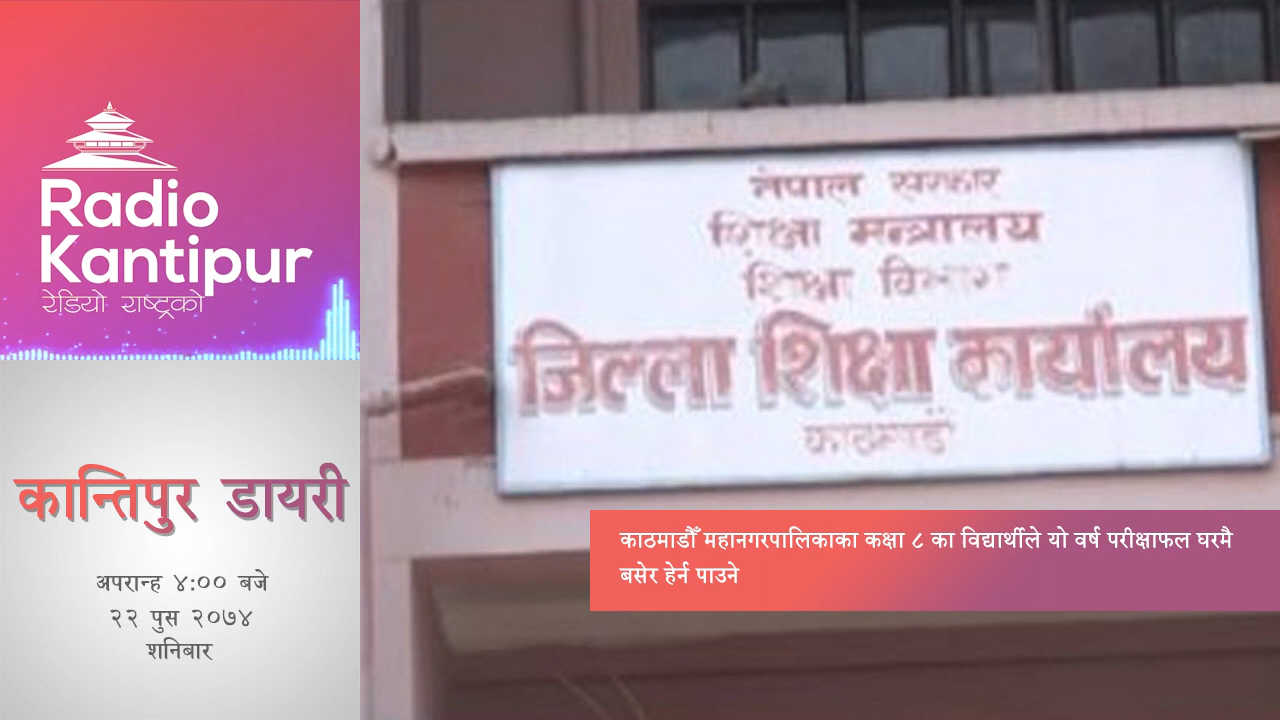 Radio
Kantipur
रेडियो राष्ट्रको
कान्तिपुर डायरी
अपरान्ह ४:०० बजे
२२ पुस २०७४
शनिबार
नेपाल सरकार
शिक्षा मन्त्रालय
शिक्षा विभाग
जिल्ला शिक्षा कार्यालय
काठमाडौं
काठमाडौँ महानगरपालिकाका कक्षा ८ का विद्यार्थीले यो वर्ष परीक्षाफल घरमै
बसेर हेर्न पाउने